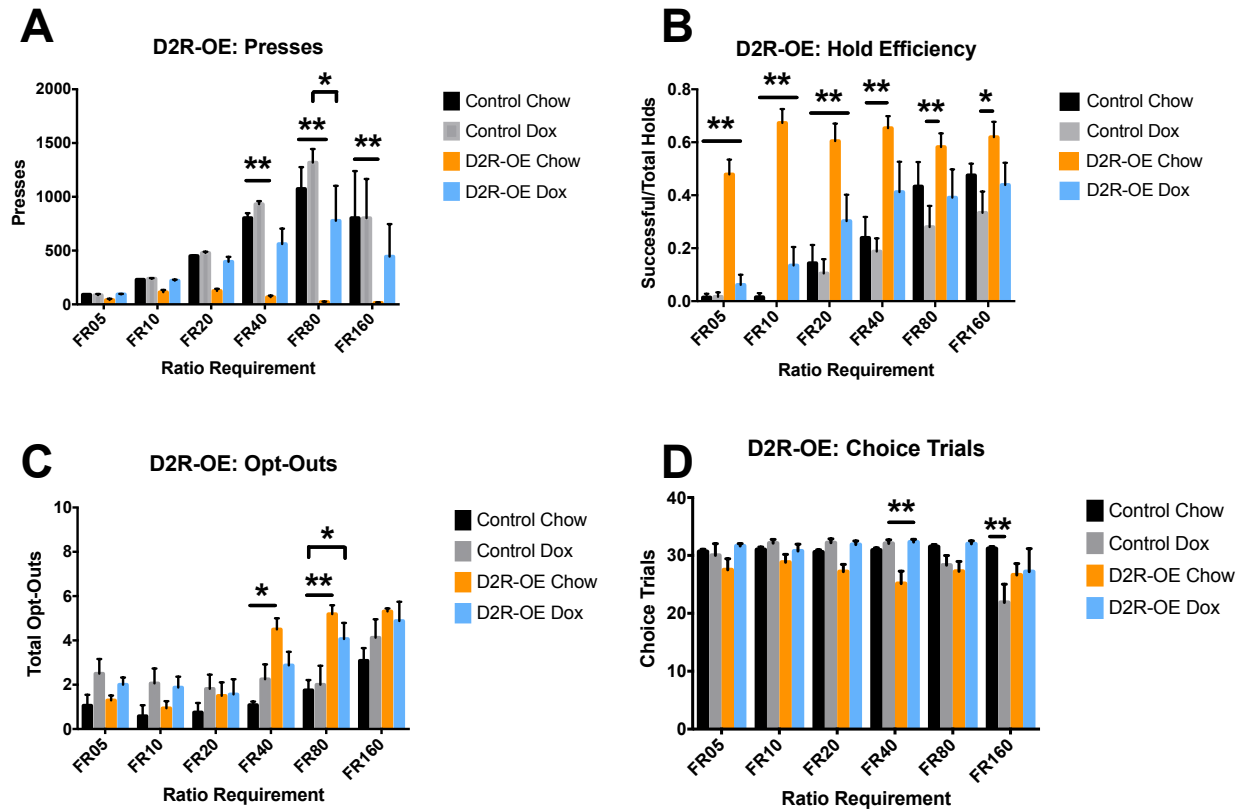 A
D2R-OE: Presses
Presses
2000
1500
1000
500
0
*
**
**
**
FR05
FR10
FR20
FR40
FR80
FR160
Ratio Requirement
Control Chow
Control Dox
D2R-OE Chow
D2R-OE Dox
B
D2R-OE: Hold Efficiency
Successful/Total Holds
0.8
0.6
0.4
0.2
0.0
**
**
**
**
**
*
FR05
FR10
FR20
FR40
FR80
FR160
Ratio Requirement
Control Chow
Control Dox
D2R-OE Chow
D2R-OE Dox
C
D2R-OE: Opt-Outs
Total Opt-Outs
10
8
6
4
2
0
*
*
**
FR05
FR10
FR20
FR40
FR80
FR160
Ratio Requirement
Control Chow
Control Dox
D2R-OE Chow
D2R-OE Dox
D
D2R-OE: Choice Trials
Choice Trials
40
30
20
10
0
**
**
FR05
FR10
FR20
FR40
FR80
FR160
Ratio Requirement
Control Chow
Control Dox
D2R-OE Chow
D2R-OE Dox